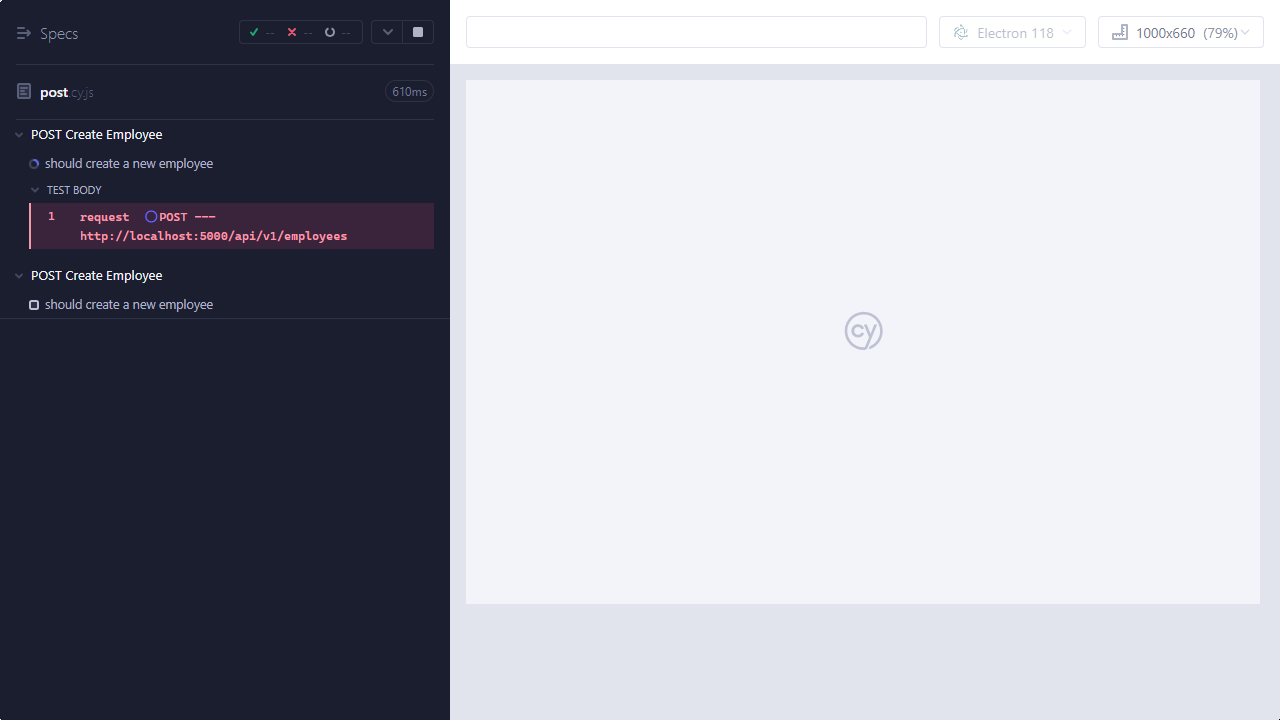 Specs
-- -- --
post.cy.js
610ms
POST Create Employee
should create a new employee
TEST BODY
1 request POST ---
http://localhost:5000/api/v1/employees
POST Create Employee
should create a new employee
Electron 118
1000x660 (79%)
cy